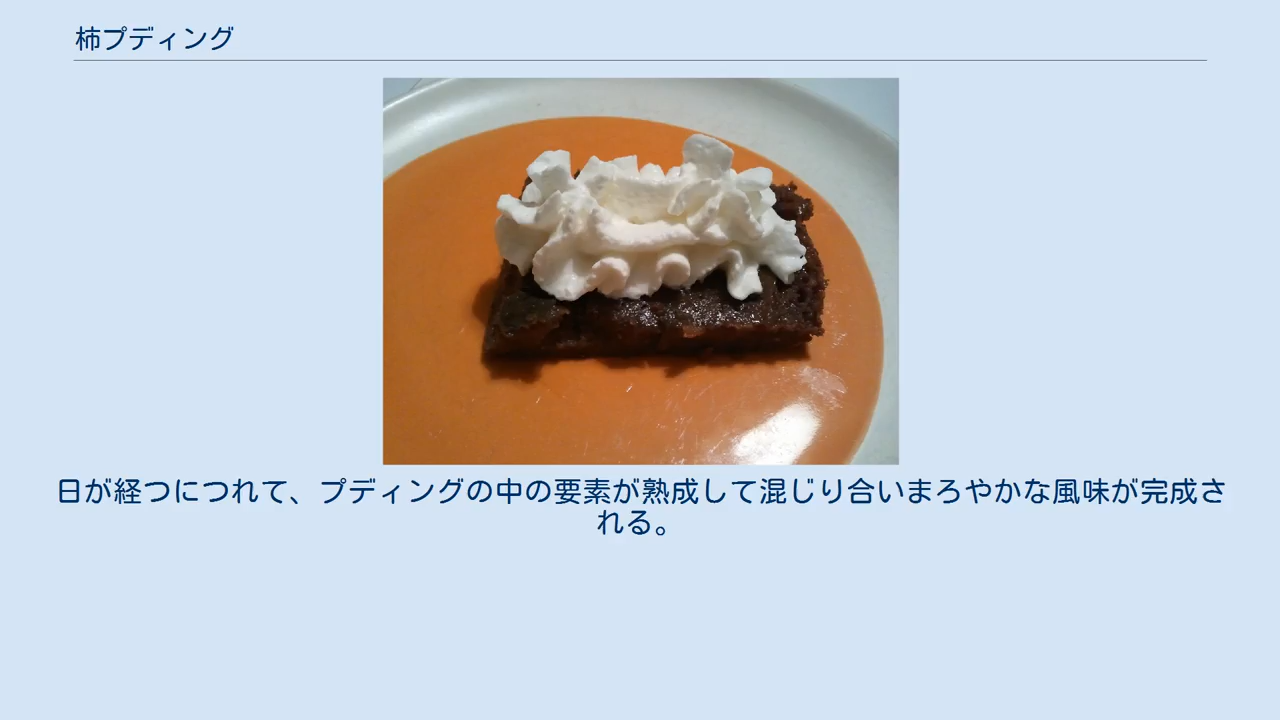 柿プディング
日が経つにつれて、プディングの中の要素が熟成して混じり合いまろやかな風味が完成さ
れる。